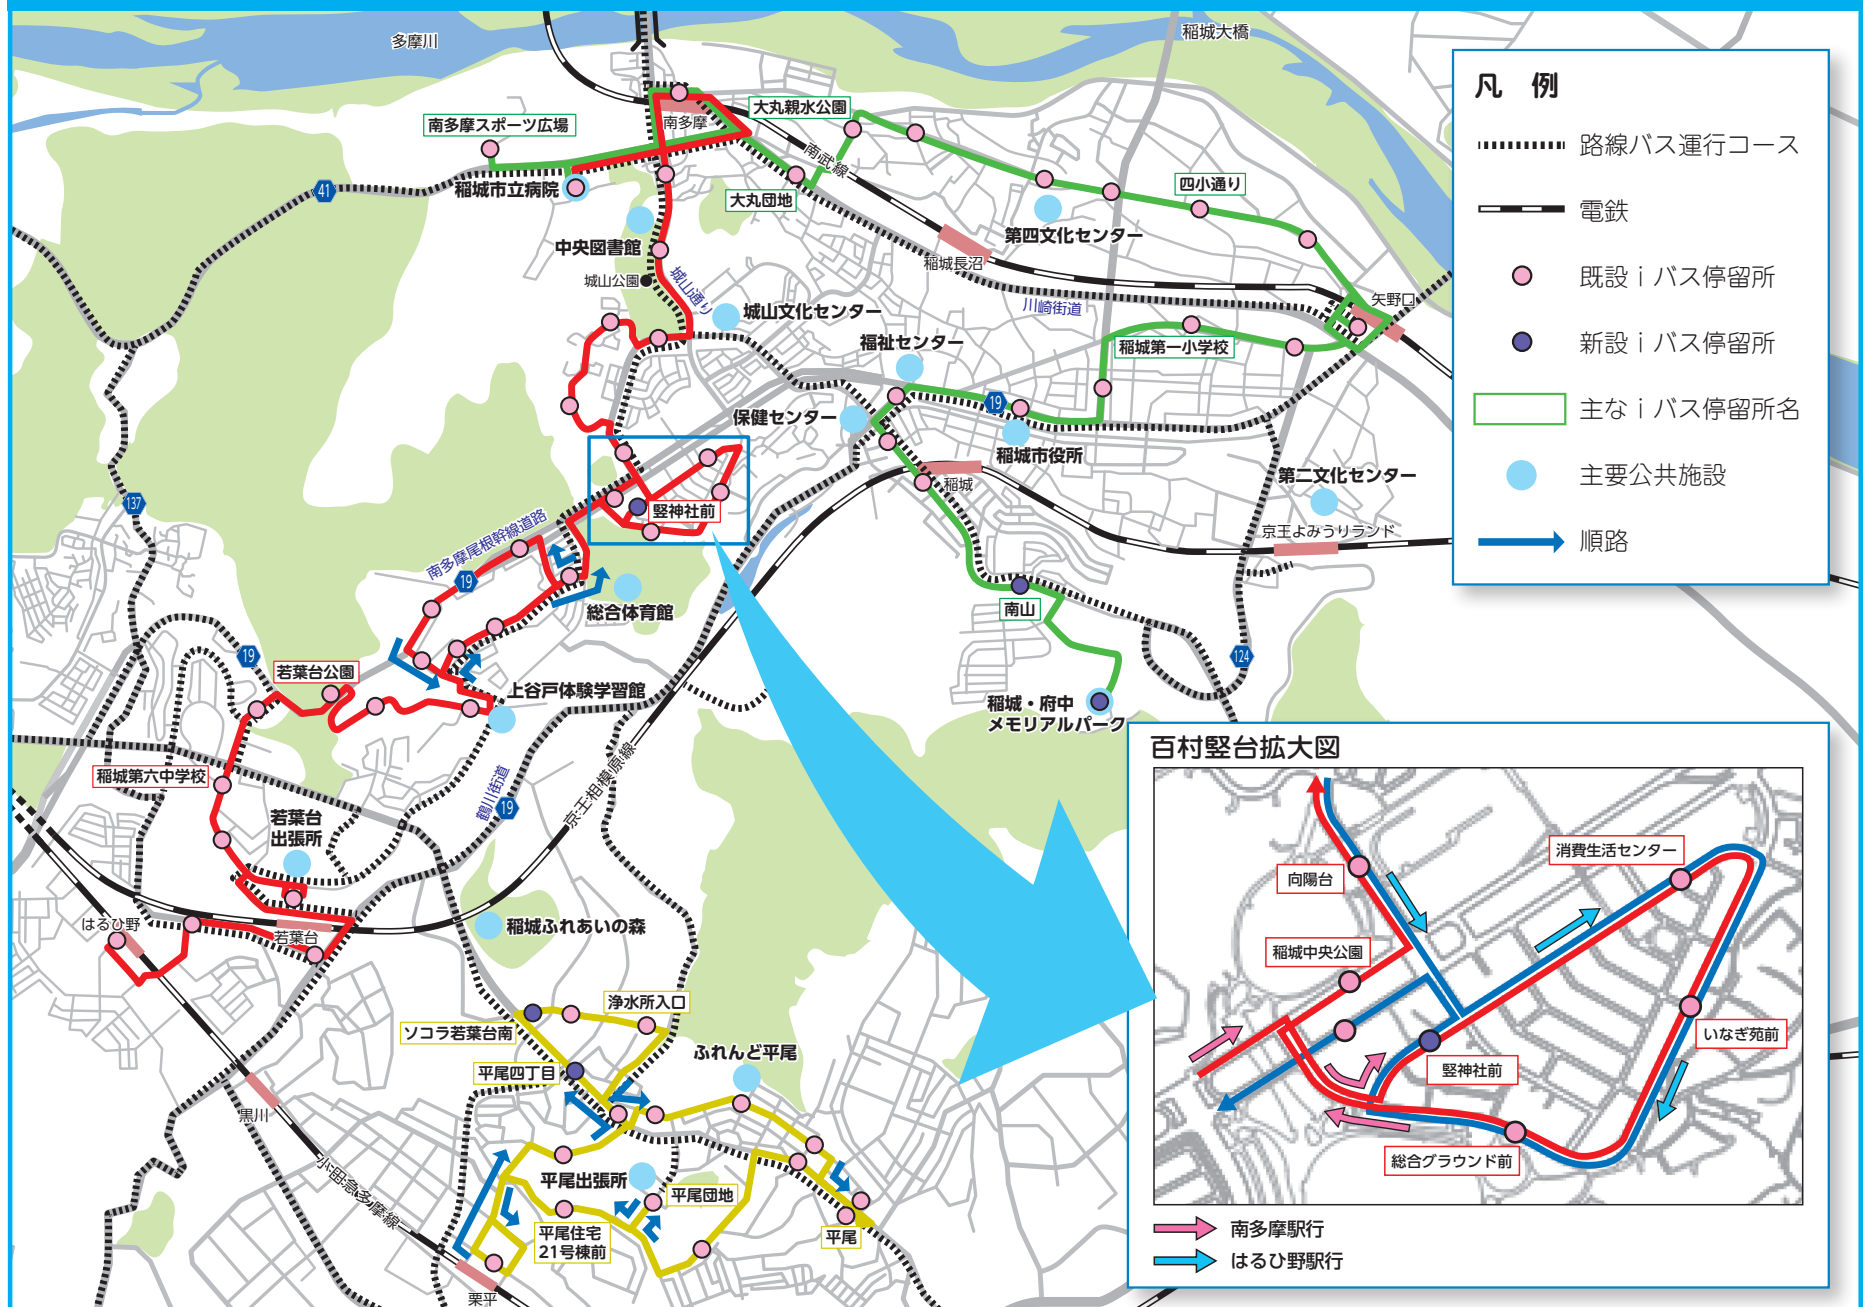 多摩川
稲城大橋
南多摩スポーツ広場
南多摩
大丸親水公園
南武線
41
稲城市立病院
大丸団地
四小通り
中央図書館
第四文化センター
城山公園
城山通り
稲城長沼
川崎街道
矢野口
城山文化センター
福祉センター
稲城第一小学校
保健センター
19
稲城市役所
稲城
第二文化センター
137
竪神社前
京王よみうりランド
南多摩尾根幹線道路
19
総合体育館
南山
124
19
若葉台公園
上谷戸体験学習館
稲城・府中
メモリアルパーク
稲城第六中学校
鶴川街道
19
京王相模原線
若葉台
出張所
はるひ野
若葉台
稲城ふれあいの森
浄水所入口
ソコラ若葉台南
ふれんど平尾
平尾四丁目
黒川
小田急多摩線
平尾出張所
平尾団地
平尾住宅
21号棟前
平尾
栗平
凡 例
路線バス運行コース
電鉄
既設iバス停留所
新設iバス停留所
主なiバス停留所名
主要公共施設
順路
百村竪台拡大図
消費生活センター
向陽台
稲城中央公園
いなぎ苑前
竪神社前
総合グラウンド前
南多摩駅行
はるひ野駅行